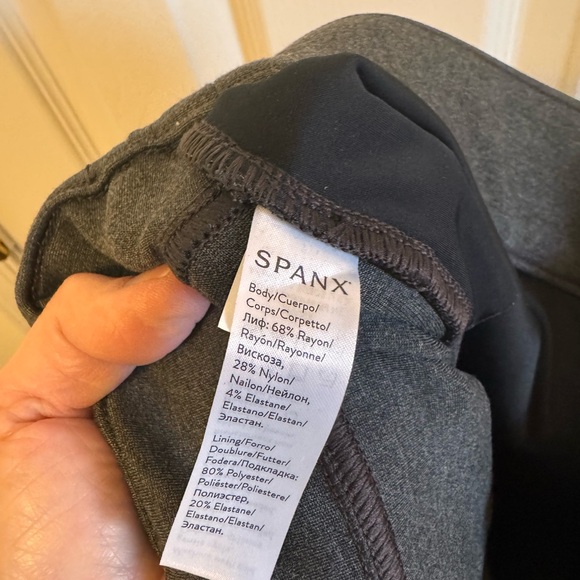 SPANX
Body/Cuerpo/
Corps/Corpetto/
Лиф: 68% Rayon/
Rayón/Rayonne/
Вискоза,
28% Nylon/
Nailon/Нейлон,
4% Elastane/
Elastano/Elastan/
Эластан.
Lining/Forro/
Doublure/Futter/
Fodera/Подкладка:
80% Polyester/
Poliéster/Poliestere/
Полиэстер,
20% Elastane/
Elastano/Elastan/
Эластан.